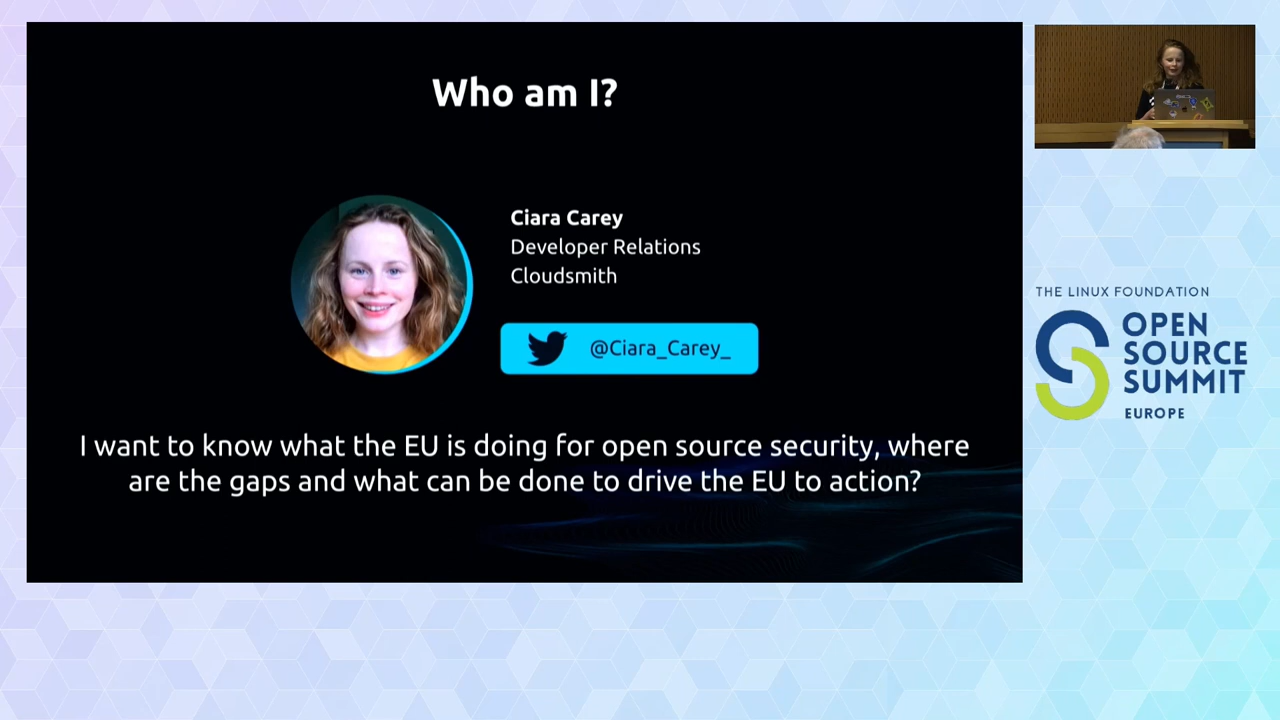 Who am I?
Ciara Carey
Developer Relations
Cloudsmith
@Ciara_Carey_
I want to know what the EU is doing for open source security, where
are the gaps and what can be done to drive the EU to action?
THE LINUX FOUNDATION
OPEN
SOURCE
SUMMIT
EUROPE